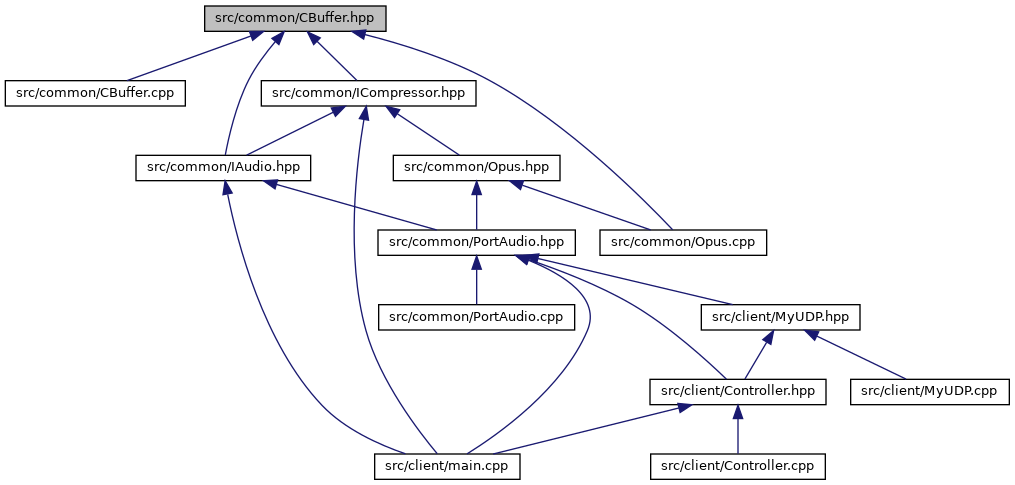 src/common/CBuffer.hpp
src/common/CBuffer.cpp
src/common/ICompressor.hpp
src/common/IAudio.hpp
src/common/Opus.hpp
src/common/PortAudio.hpp
src/common/Opus.cpp
src/common/PortAudio.cpp
src/client/MyUDP.hpp
src/client/Controller.hpp
src/client/MyUDP.cpp
src/client/main.cpp
src/client/Controller.cpp